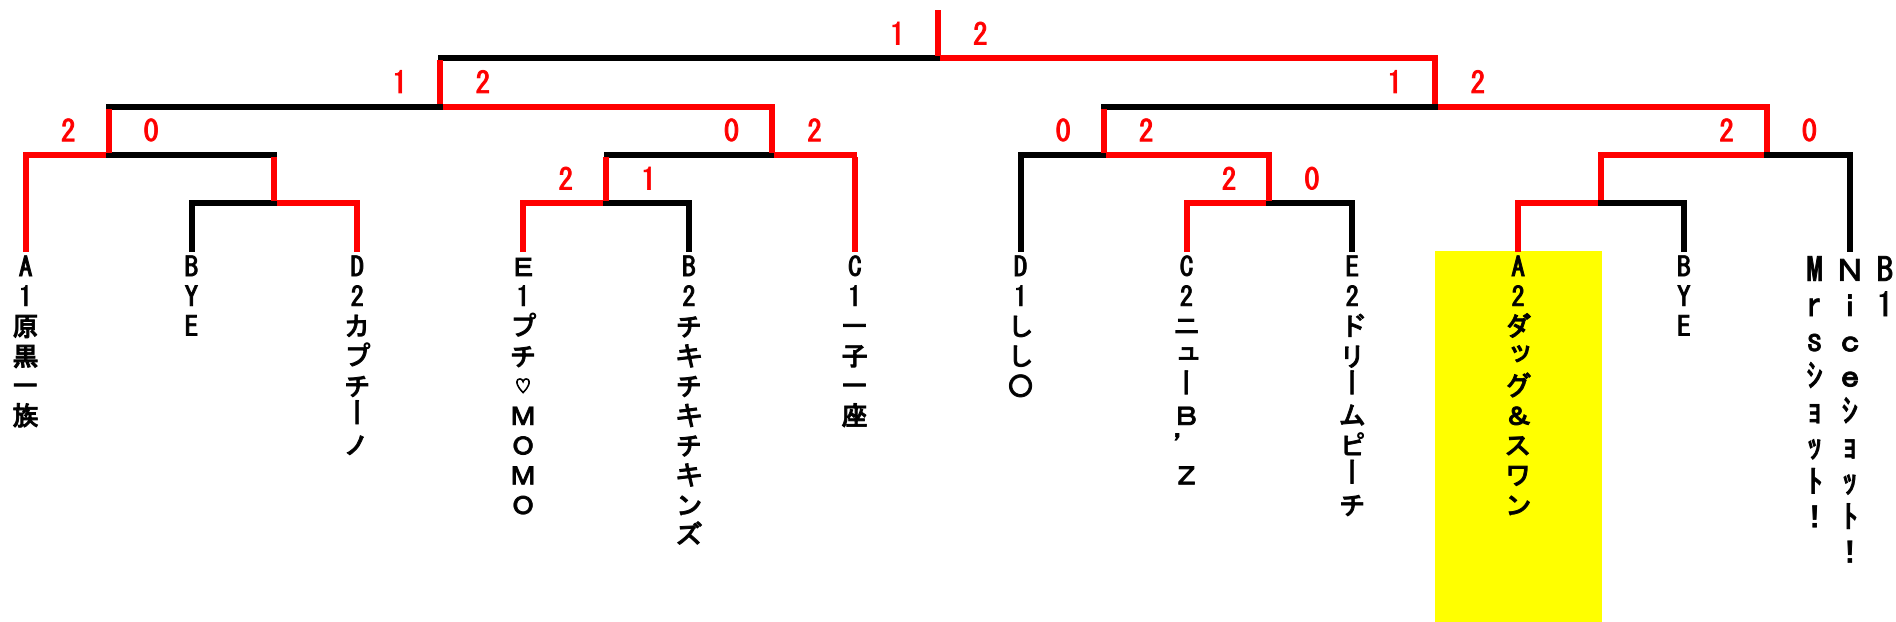 1 2
1 2 1 2
2 0 0 2 0 2 2 0
2 1 2 0
A1原黒一族
BYE
D2カプチーノ
E1プチ♡MOMO
B2チキチキチキンズ
C1一子一座
D1しし〇
C2ニューB’Z
E2ドリームピーチ
A2ダッグ&スワン
BYE
B1
Niceショット!
Mrsショット!